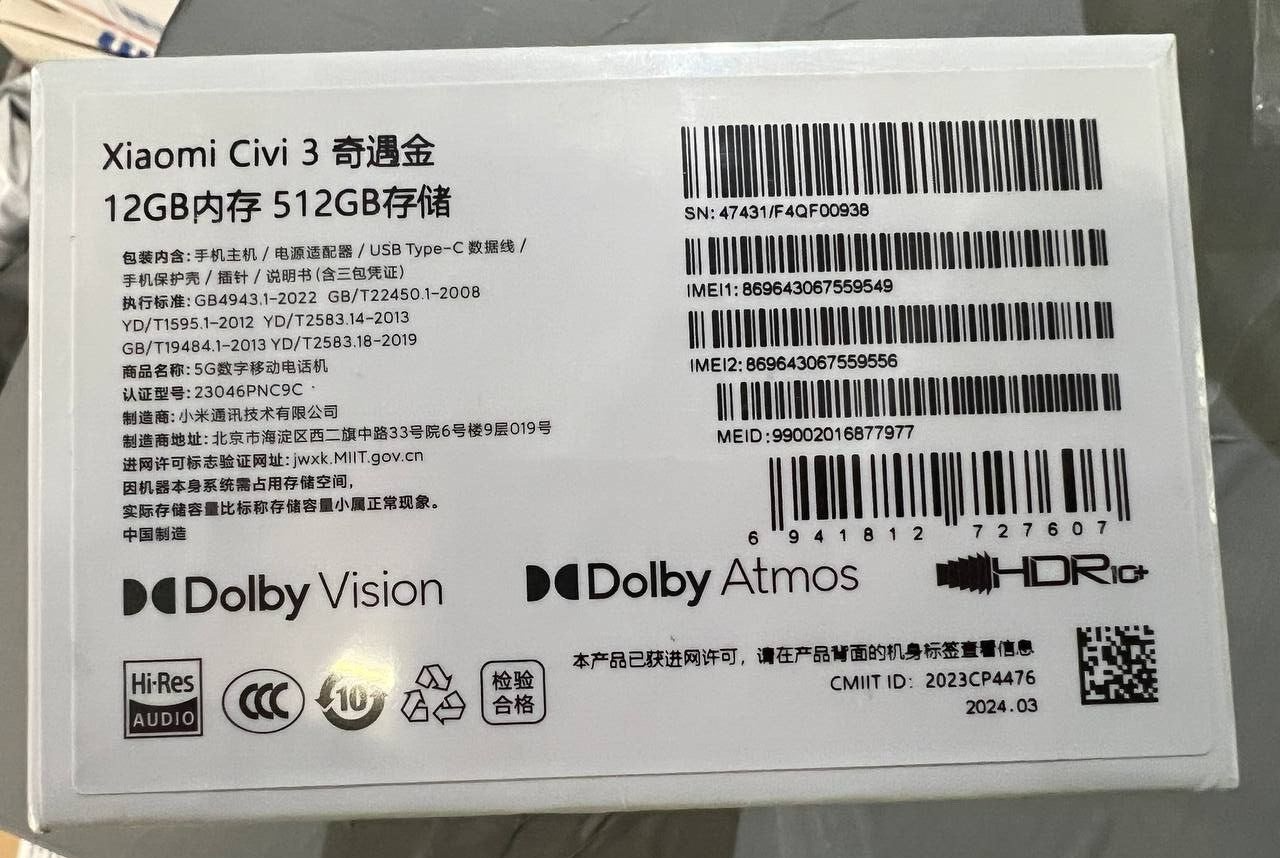 Xiaomi Civi 3 奇遇金
12GB内存 512GB存储
包装内含: 手机主机 / 电源适配器 / USB Type-C 数据线 /
手机保护壳 / 插针 / 说明书(含三包凭证)
执行标准: GB4943.1-2022 GB/T22450.1-2008
YD/T1595.1-2012 YD/T2583.14-2013
GB/T19484.1-2013 YD/T2583.18-2019
商品名称: 5G数字移动电话机
认证型号: 23046PNC9C
制造商: 小米通讯技术有限公司
制造商地址: 北京市海淀区西二旗中路33号院6号楼9层019号
进网许可标志验证网址: jwxk.MIIT.gov.cn
因机器本身系统需占用存储空间,
实际存储容量比标称存储容量小属正常现象。
中国制造
SN: 47431/F4QF00938
IMEI1: 869643067559549
IMEI2: 869643067559556
MEID: 99002016877977
6 941812 727607
Dolby Vision
Dolby Atmos
HDR10+
Hi-Res
AUDIO
CCC
10
检验
合格
本产品已获进网许可, 请在产品背面的机身标签查看信息
CMIIT ID: 2023CP4476
2024.03